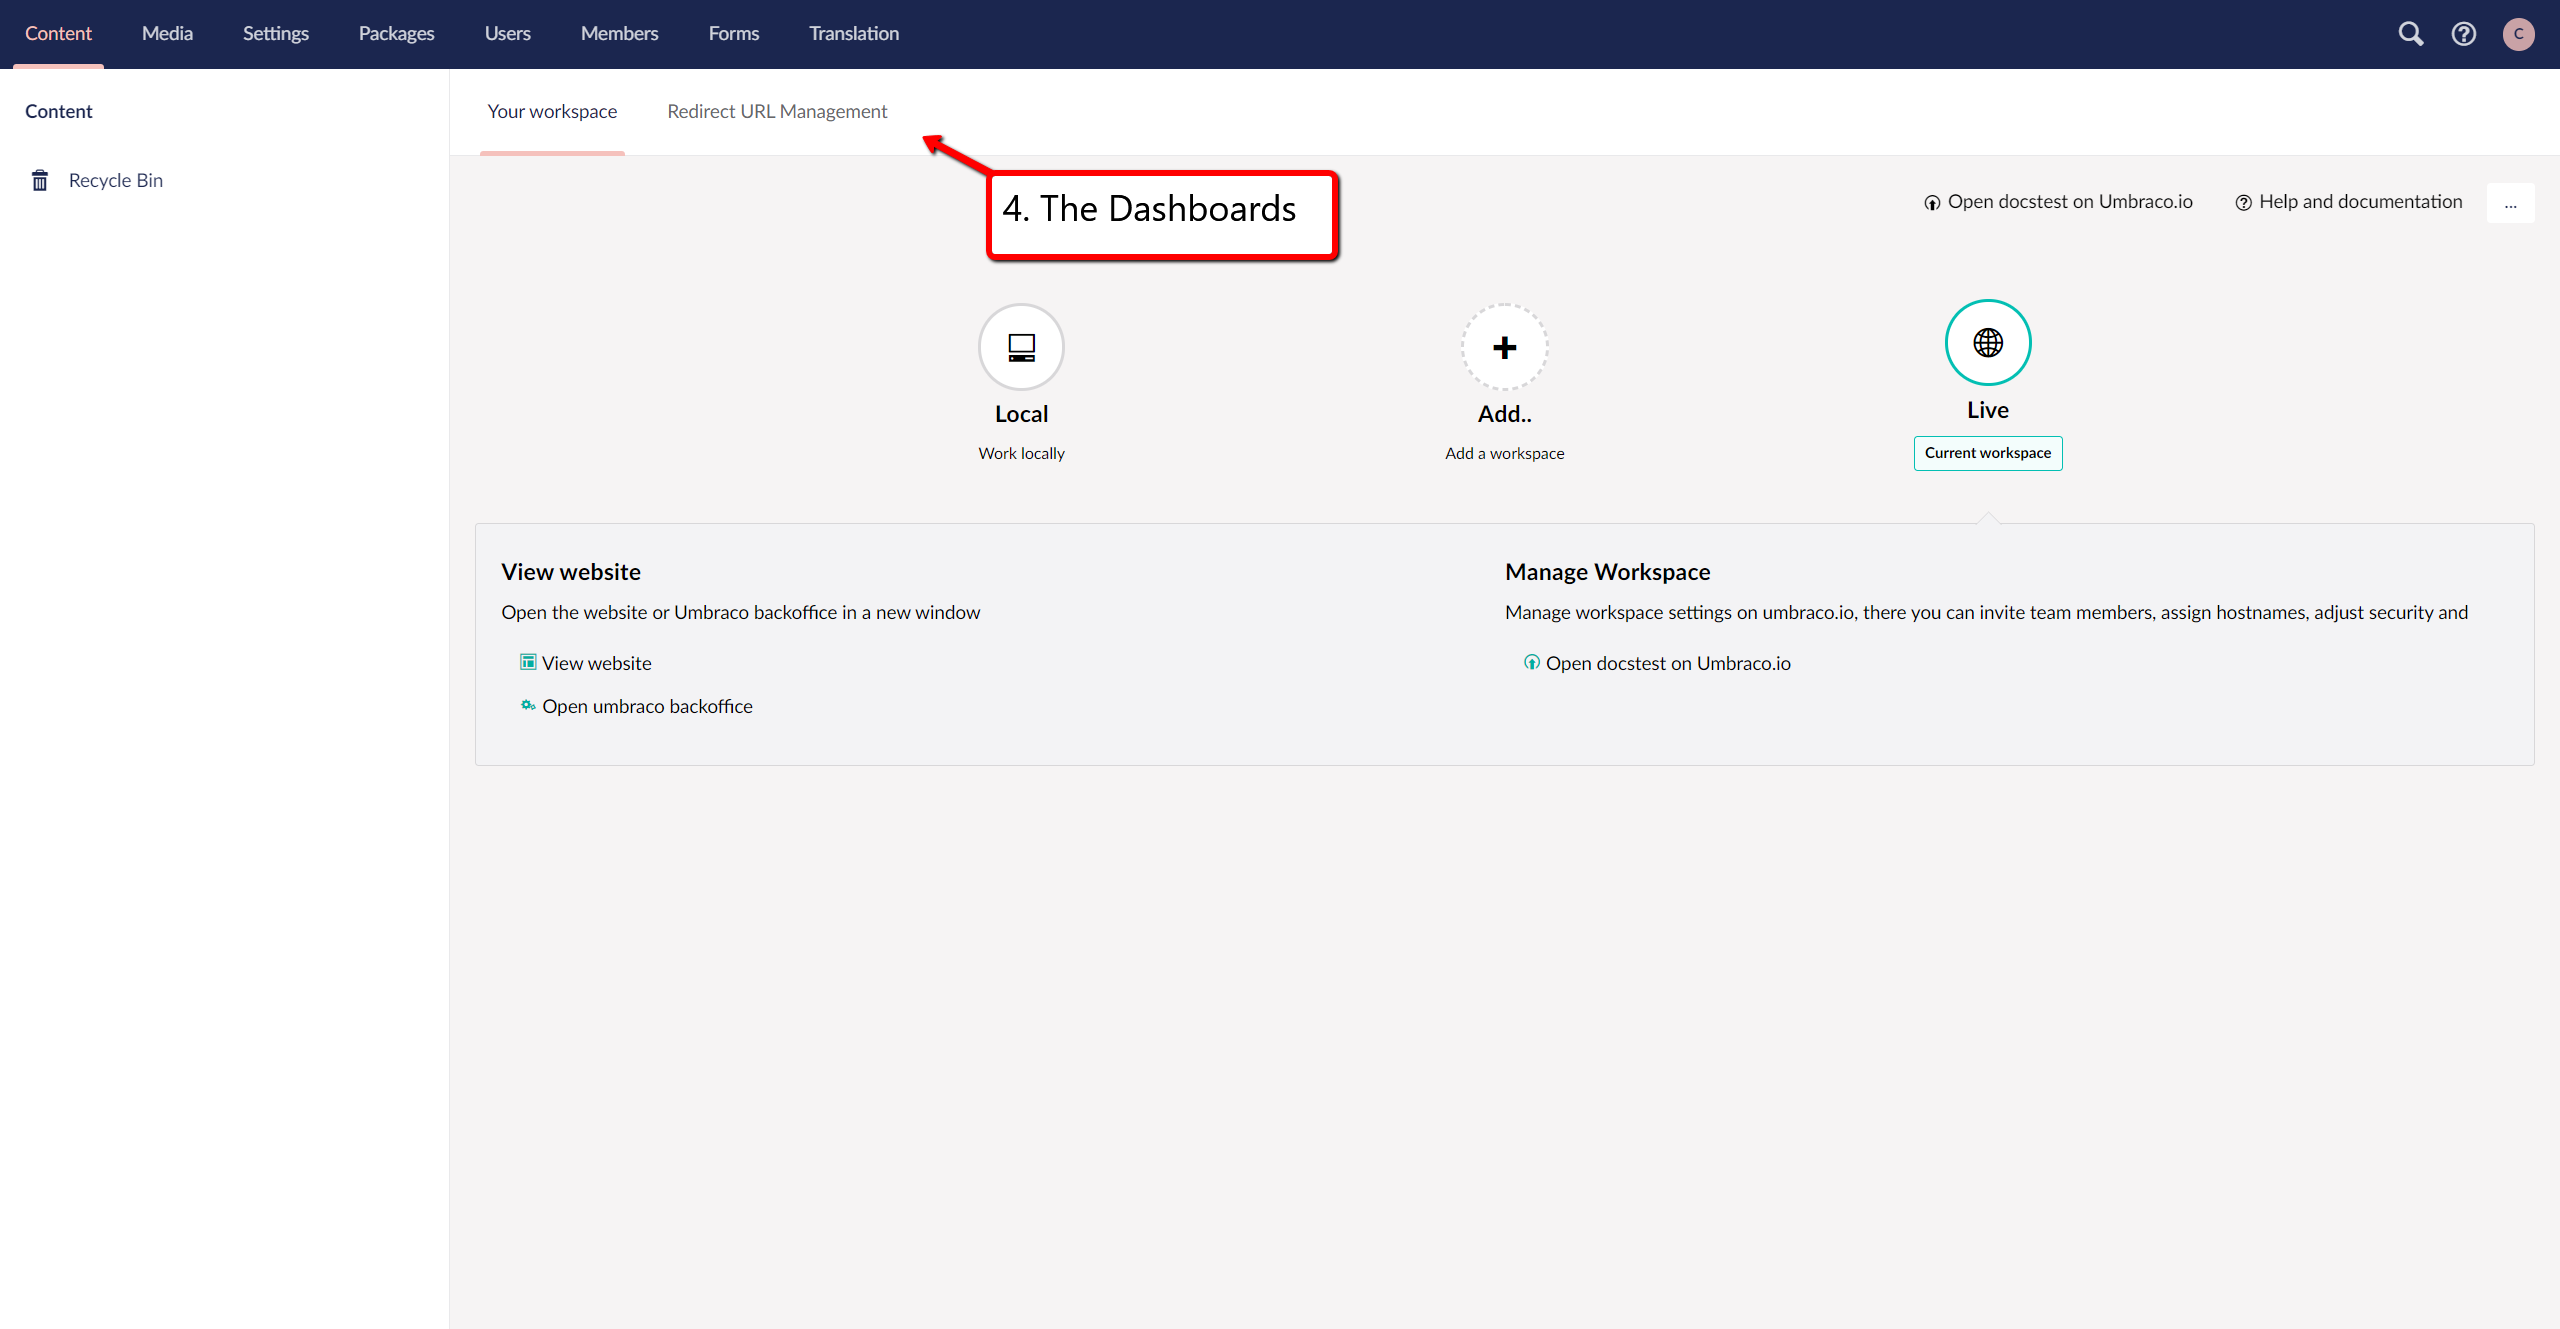 Content Media Settings Packages Users Members Forms Translation C
Content
Recycle Bin
Your workspace Redirect URL Management
4. The Dashboards
Open docstest on Umbraco.io Help and documentation ...
Local
Work locally
Add..
Add a workspace
Live
Current workspace
View website
Open the website or Umbraco backoffice in a new window
View website
Open umbraco backoffice
Manage Workspace
Manage workspace settings on umbraco.io, there you can invite team members, assign hostnames, adjust security and
Open docstest on Umbraco.io